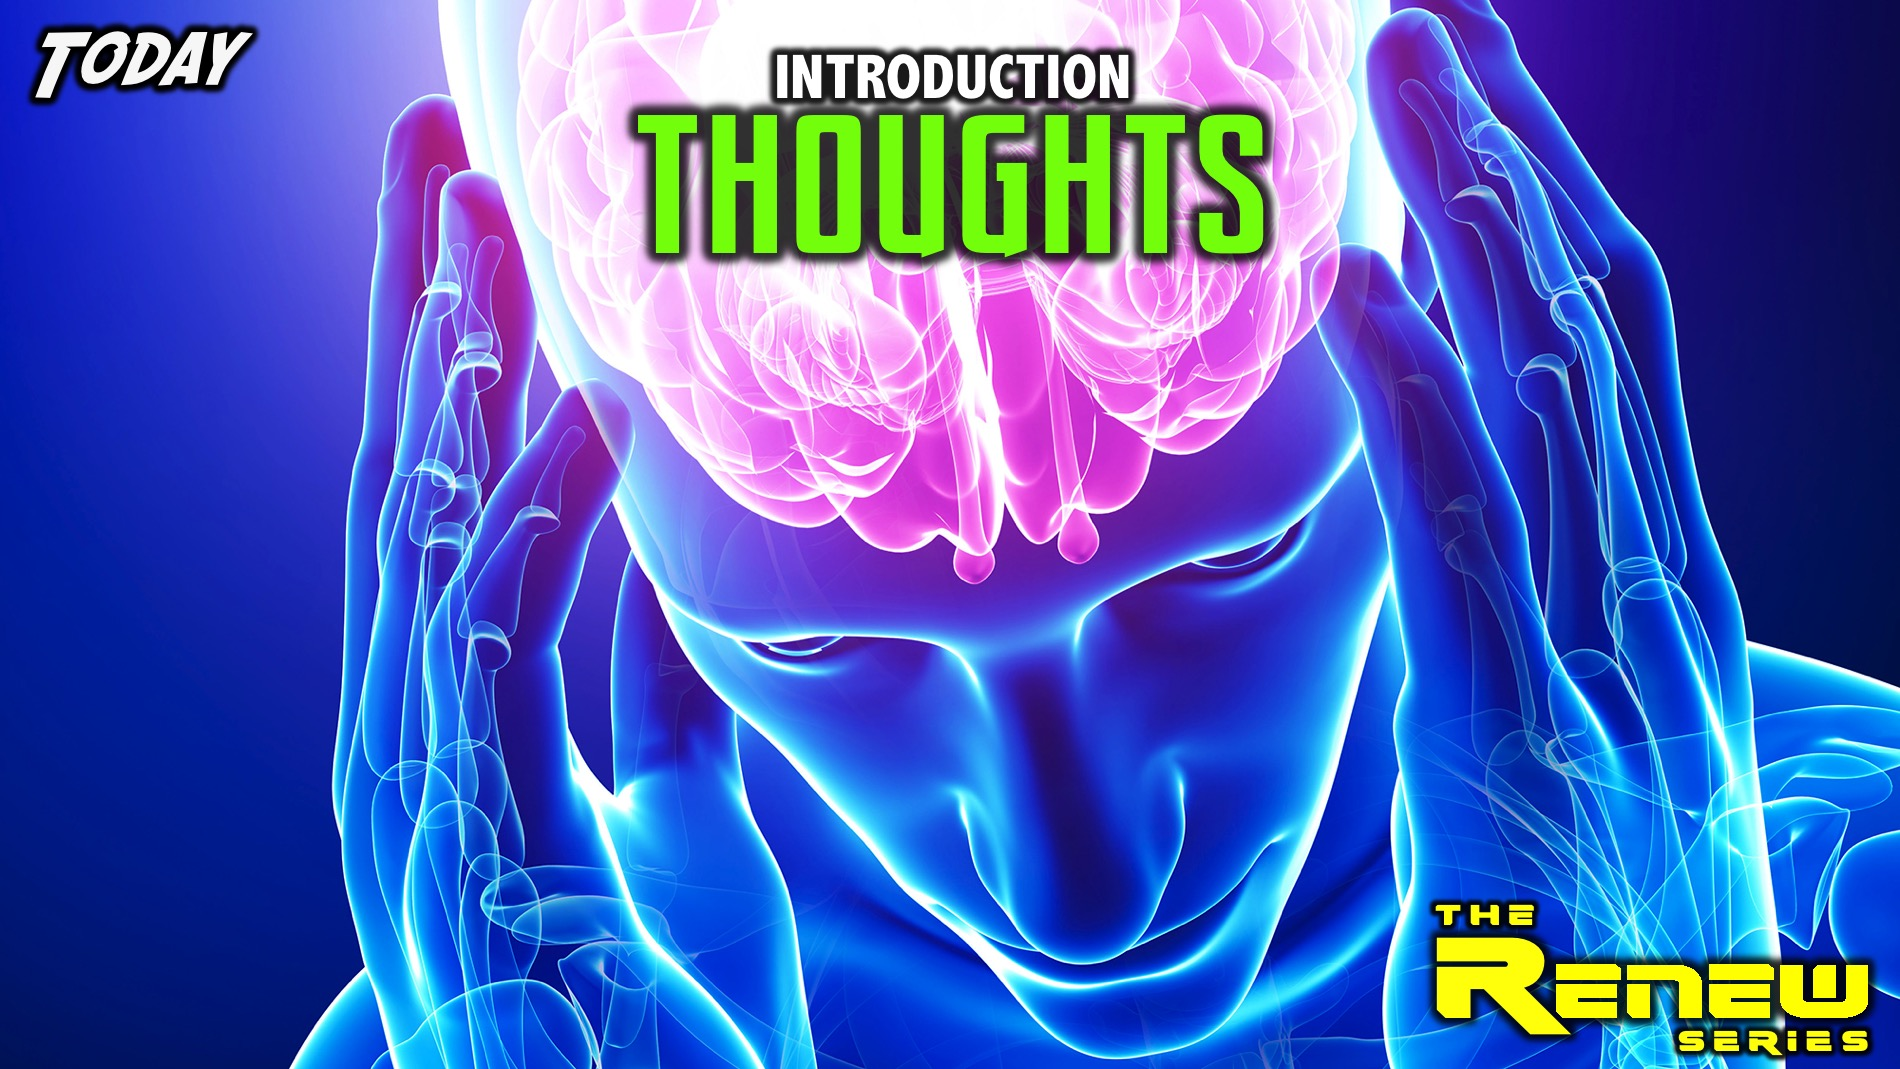 TODAY
INTRODUCTION
THOUGHTS
THE
RENEW
SERIES